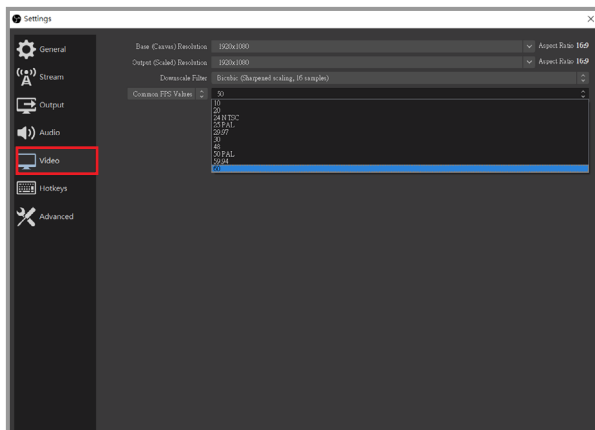 Settings
General
Stream
Output
Audio
Video
Hotkeys
Advanced
Base (Canvas) Resolution 1920x1080 Aspect Ratio 16:9
Output (Scaled) Resolution 1920x1080 Aspect Ratio 16:9
Downscale Filter Bicubic (Sharpened scaling, 16 samples)
Common FPS Values 50
10
20
24 NTSC
25 PAL
29.97
30
48
50 PAL
59.94
60